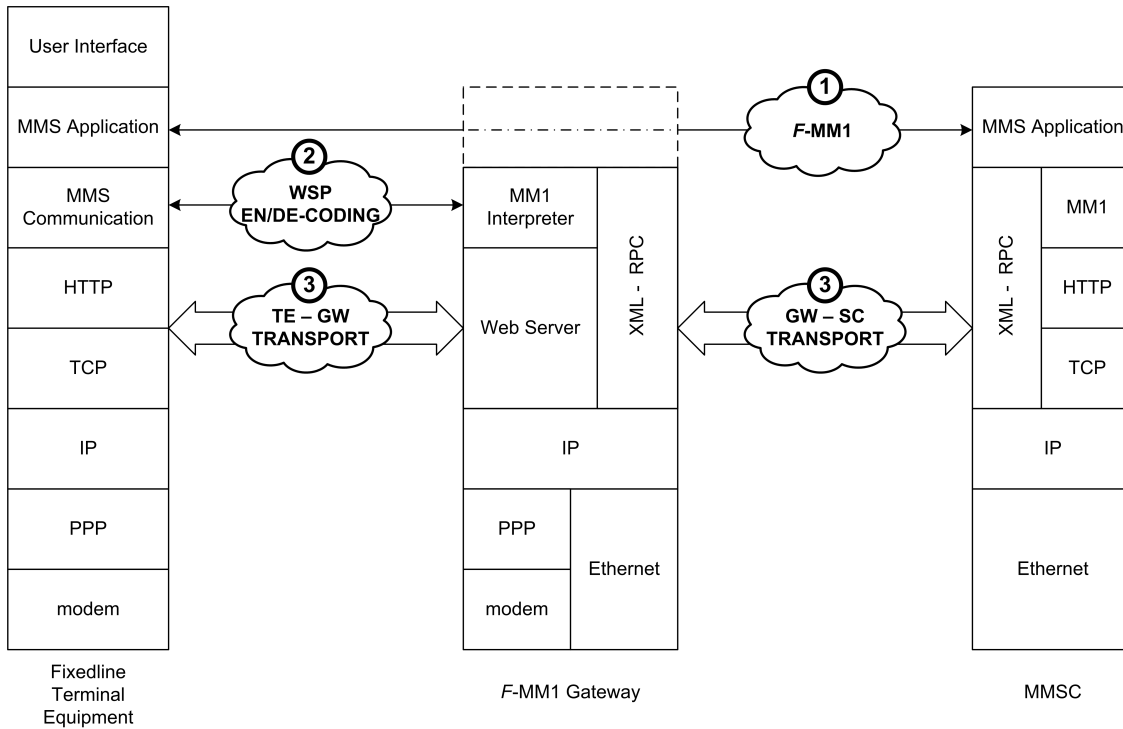 User Interface
MMS Application
MMS
Communication
HTTP
TCP
IP
PPP
modem
Fixedline
Terminal
Equipment
1
F-MM1
2
WSP
EN/DE-CODING
3
TE – GW
TRANSPORT
MM1
Interpreter
Web Server
XML - RPC
IP
PPP
modem
Ethernet
F-MM1 Gateway
3
GW – SC
TRANSPORT
MMS Application
XML - RPC
MM1
HTTP
TCP
IP
Ethernet
MMSC